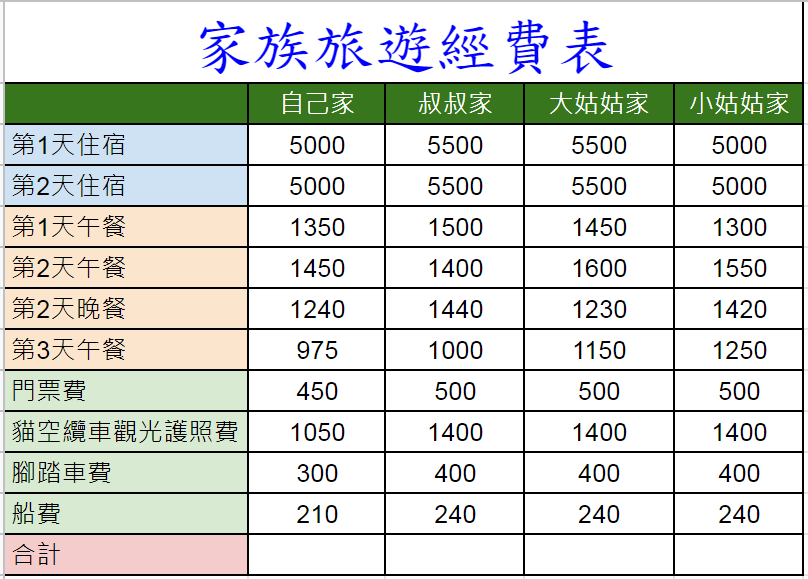 家族旅遊經費表
自己家 叔叔家 大姑姑家 小姑姑家
第1天住宿 5000 5500 5500 5000
第2天住宿 5000 5500 5500 5000
第1天午餐 1350 1500 1450 1300
第2天午餐 1450 1400 1600 1550
第2天晚餐 1240 1440 1230 1420
第3天午餐 975 1000 1150 1250
門票費 450 500 500 500
貓空纜車觀光護照費 1050 1400 1400 1400
腳踏車費 300 400 400 400
船費 210 240 240 240
合計